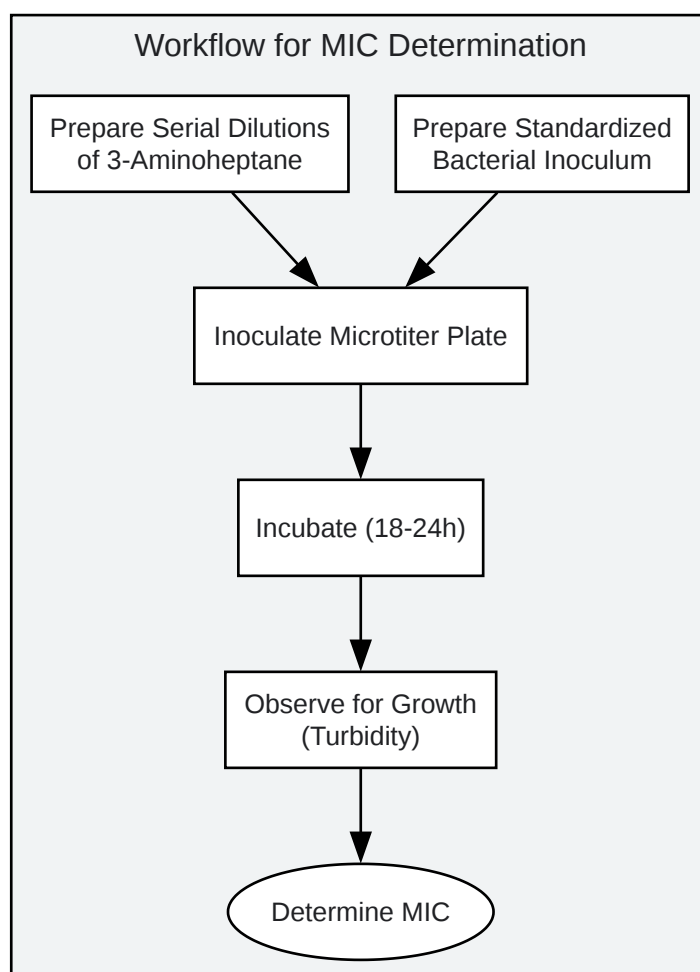 Workflow for MIC Determination
Prepare Serial Dilutions
of 3-Aminoheptane
Prepare Standardized
Bacterial Inoculum
Inoculate Microtiter Plate
Incubate (18-24h)
Observe for Growth
(Turbidity)
Determine MIC